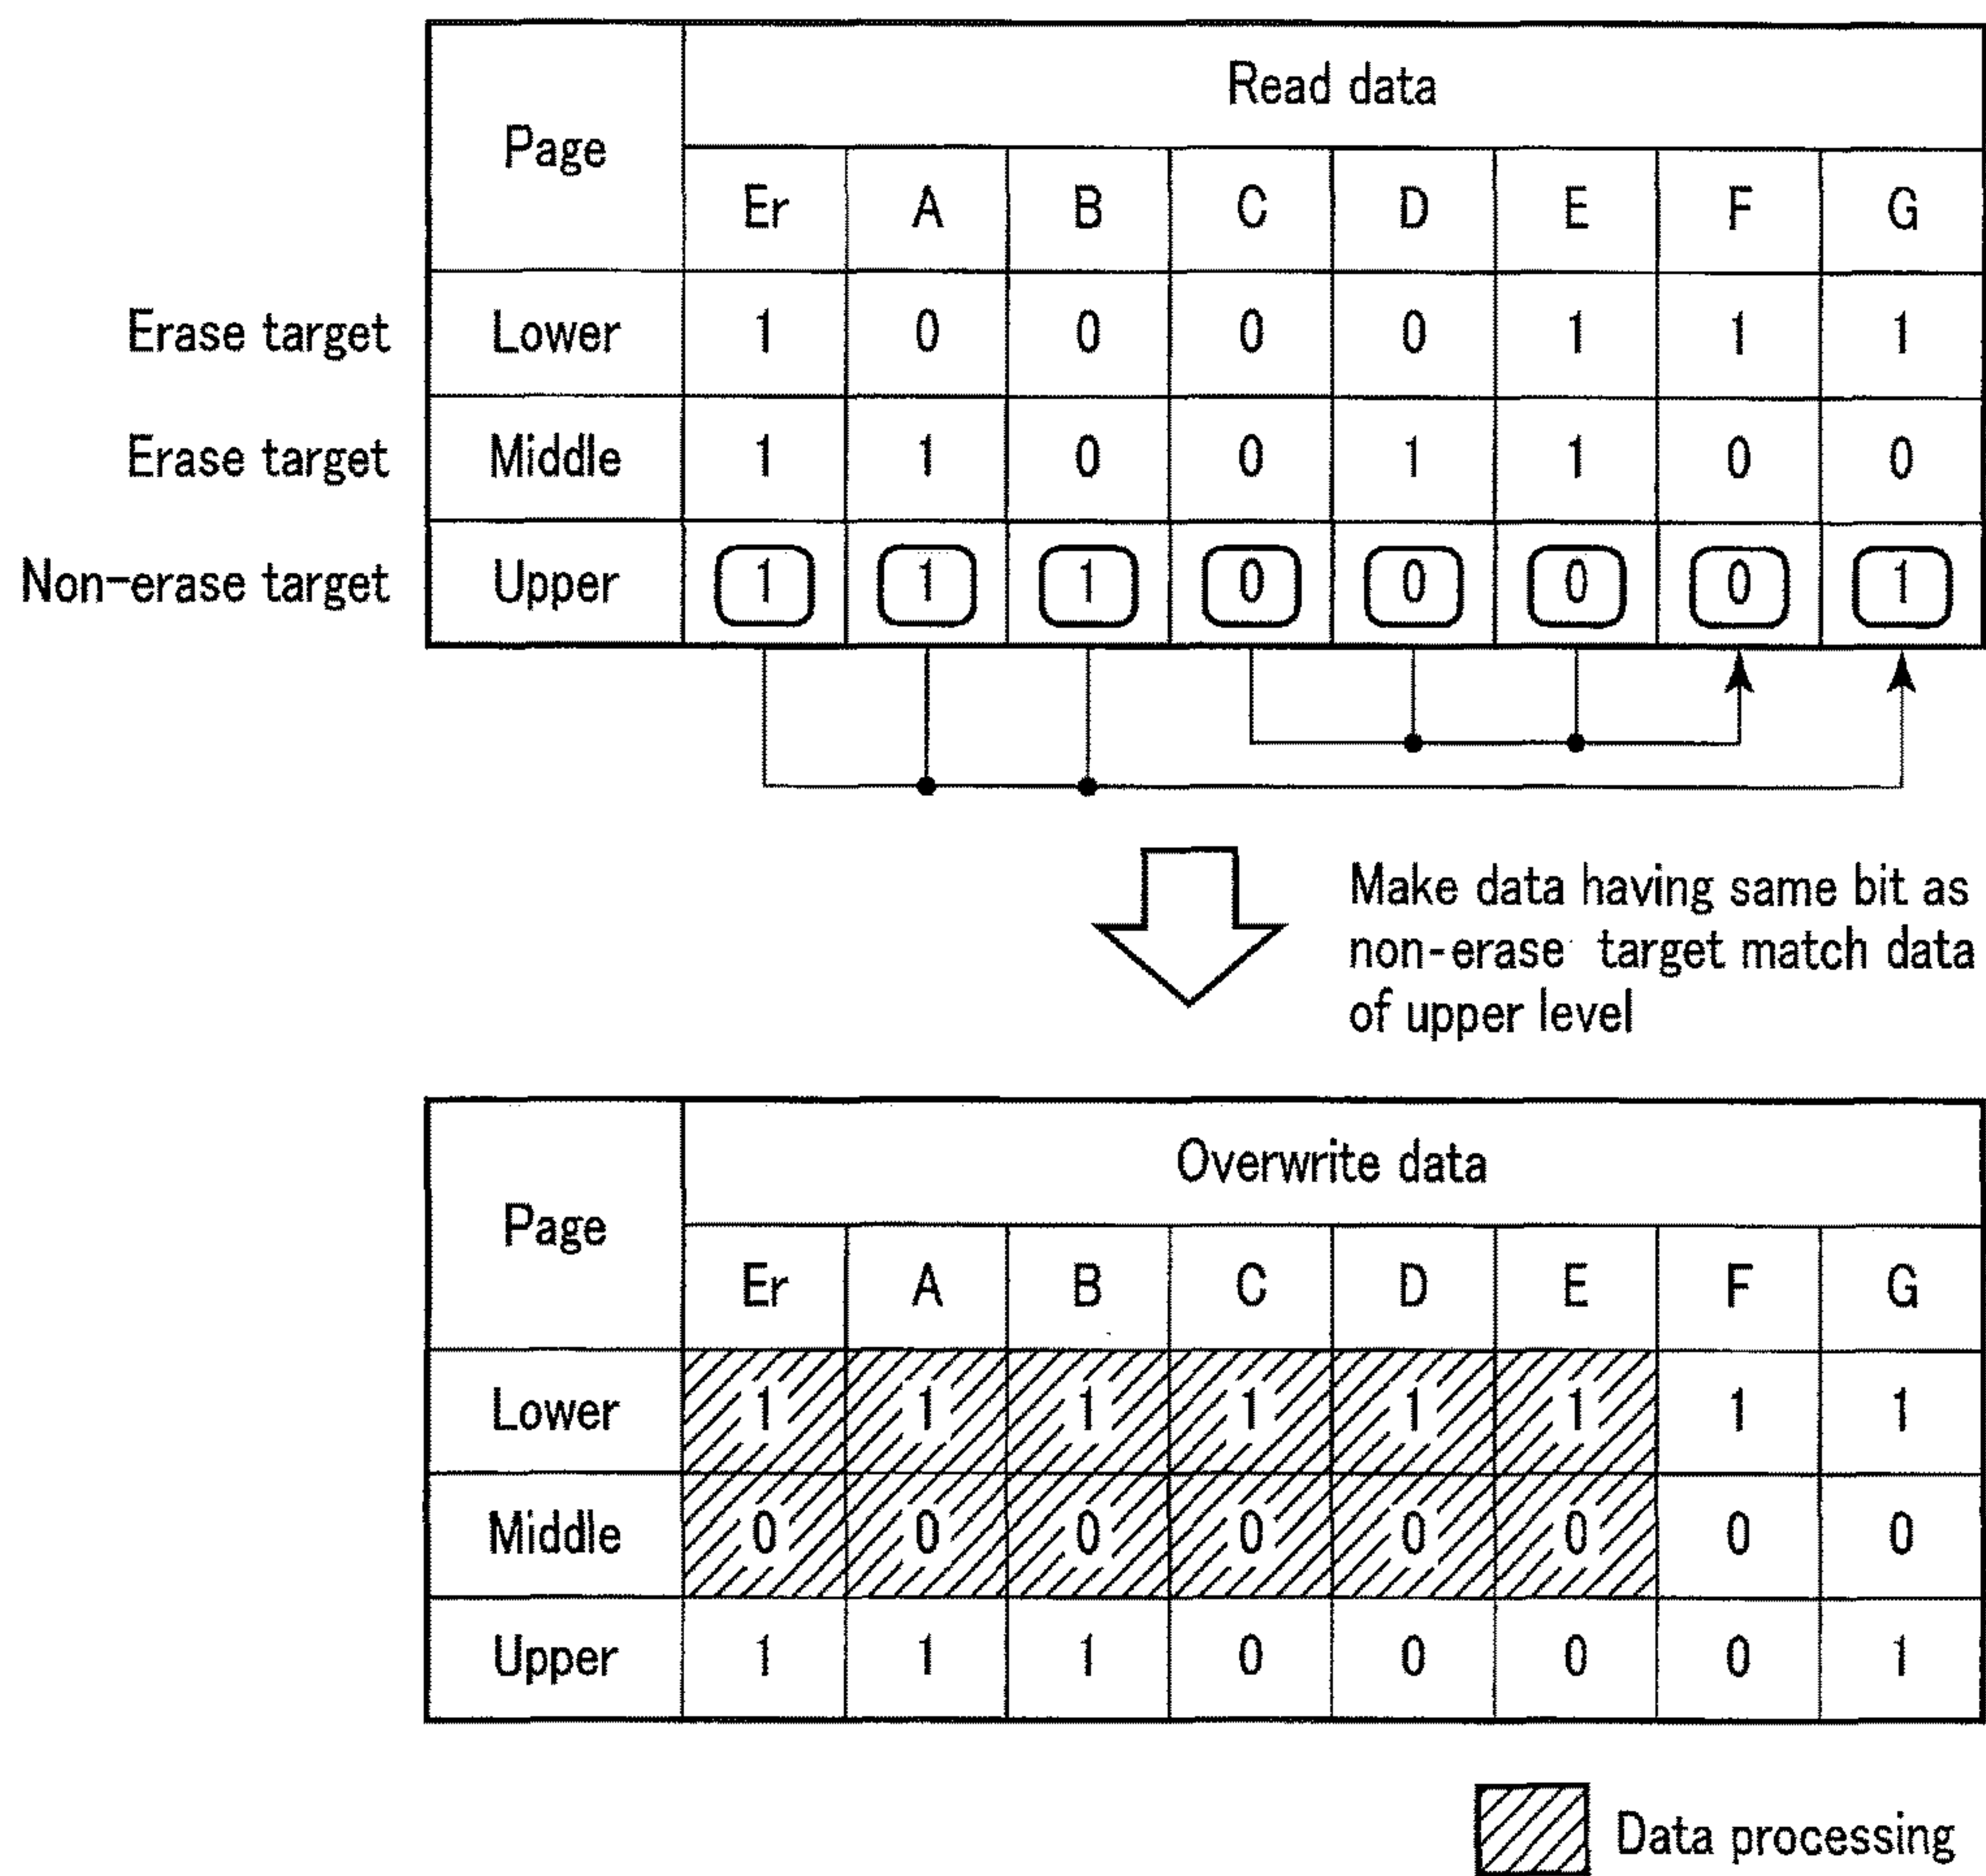 Page Read data
Er A B C D E F G
Erase target Lower 1 0 0 0 0 1 1 1
Erase target Middle 1 1 0 0 1 1 0 0
Non-erase target Upper 1 1 1 0 0 0 0 1
Make data having same bit as
non-erase target match data
of upper level
Page Overwrite data
Er A B C D E F G
Lower 1 1 1 1 1 1 1 1
Middle 0 0 0 0 0 0 0 0
Upper 1 1 1 0 0 0 0 1
Data processing